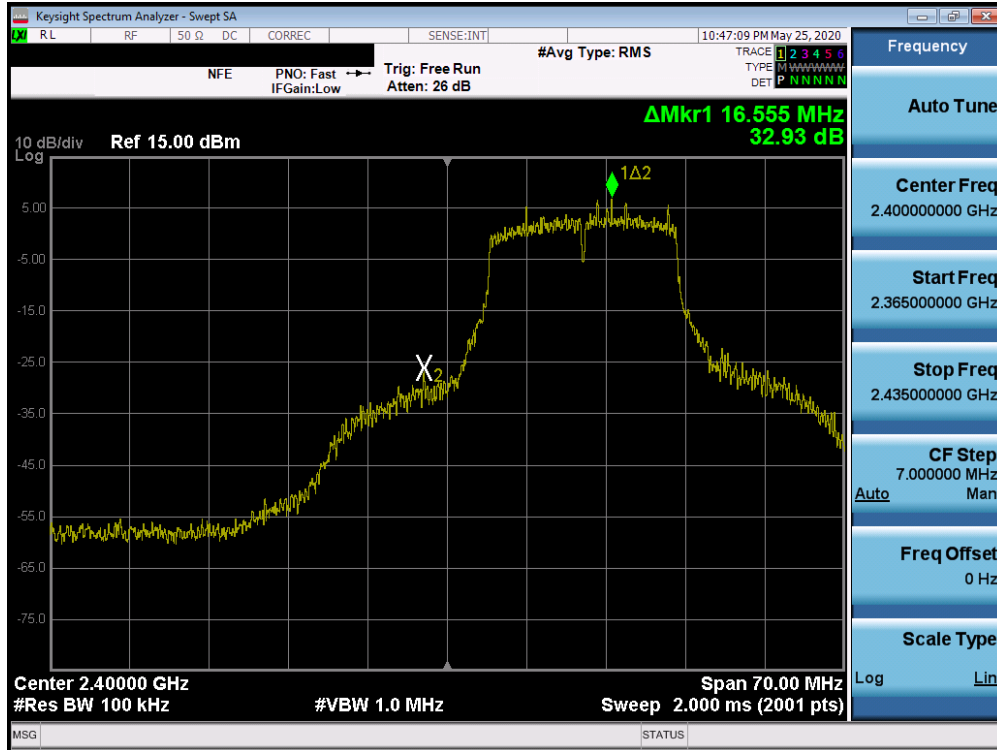 Keysight Spectrum Analyzer - Swept SA
LXI RL RF 50 Ω DC CORREC SENSE:INT 10:47:09 PM May 25, 2020
#Avg Type: RMS TRACE 1 2 3 4 5 6
NFE PNO: Fast Trig: Free Run TYPE M WWWWW
IFGain:Low Atten: 26 dB DET P N N N N N
ΔMkr1 16.555 MHz
32.93 dB
10 dB/div Ref 15.00 dBm
Log
1Δ2
5.00
-5.00
-15.0
-25.0
X2
-35.0
-45.0
-55.0
-65.0
-75.0
Center 2.40000 GHz Span 70.00 MHz
#Res BW 100 kHz #VBW 1.0 MHz Sweep 2.000 ms (2001 pts)
MSG STATUS
Frequency
Auto Tune
Center Freq
2.400000000 GHz
Start Freq
2.365000000 GHz
Stop Freq
2.435000000 GHz
CF Step
7.000000 MHz
Auto Man
Freq Offset
0 Hz
Scale Type
Log Lin